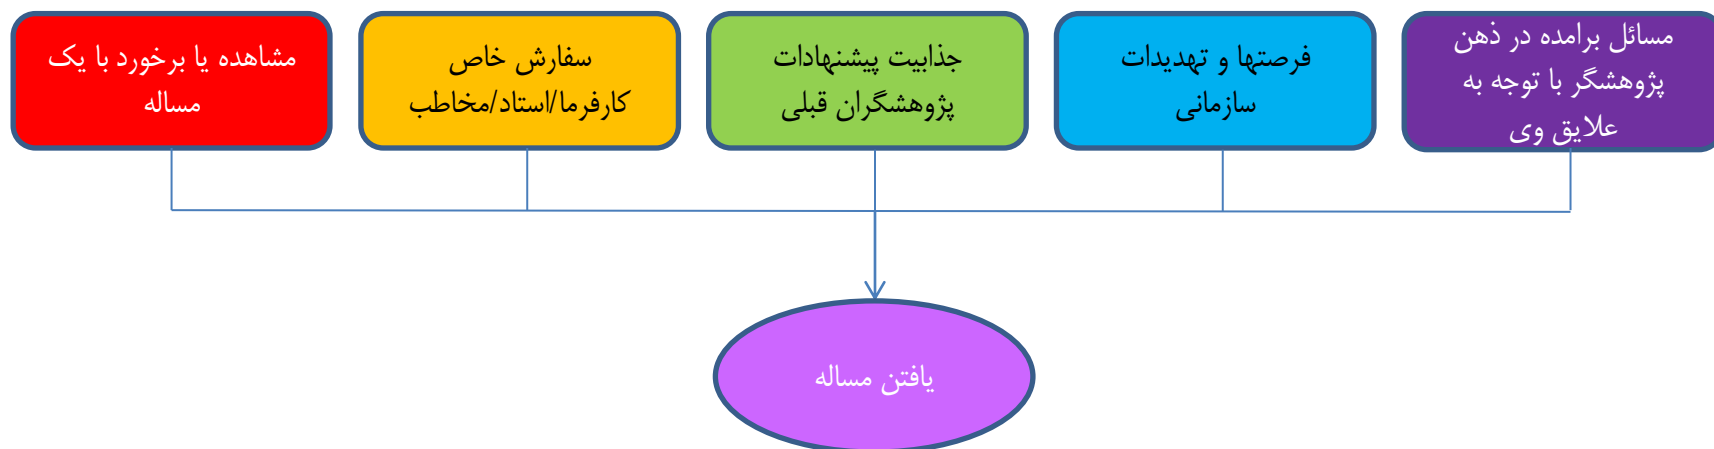 مسائل برامده در ذهن
پژوهشگر با توجه به
علایق وی
فرصتها و تهدیدات
سازمانی
جذابیت پیشنهادات
پژوهشگران قبلی
سفارش خاص
کارفرما/استاد/مخاطب
مشاهده یا برخورد با یک
مساله
یافتن مساله